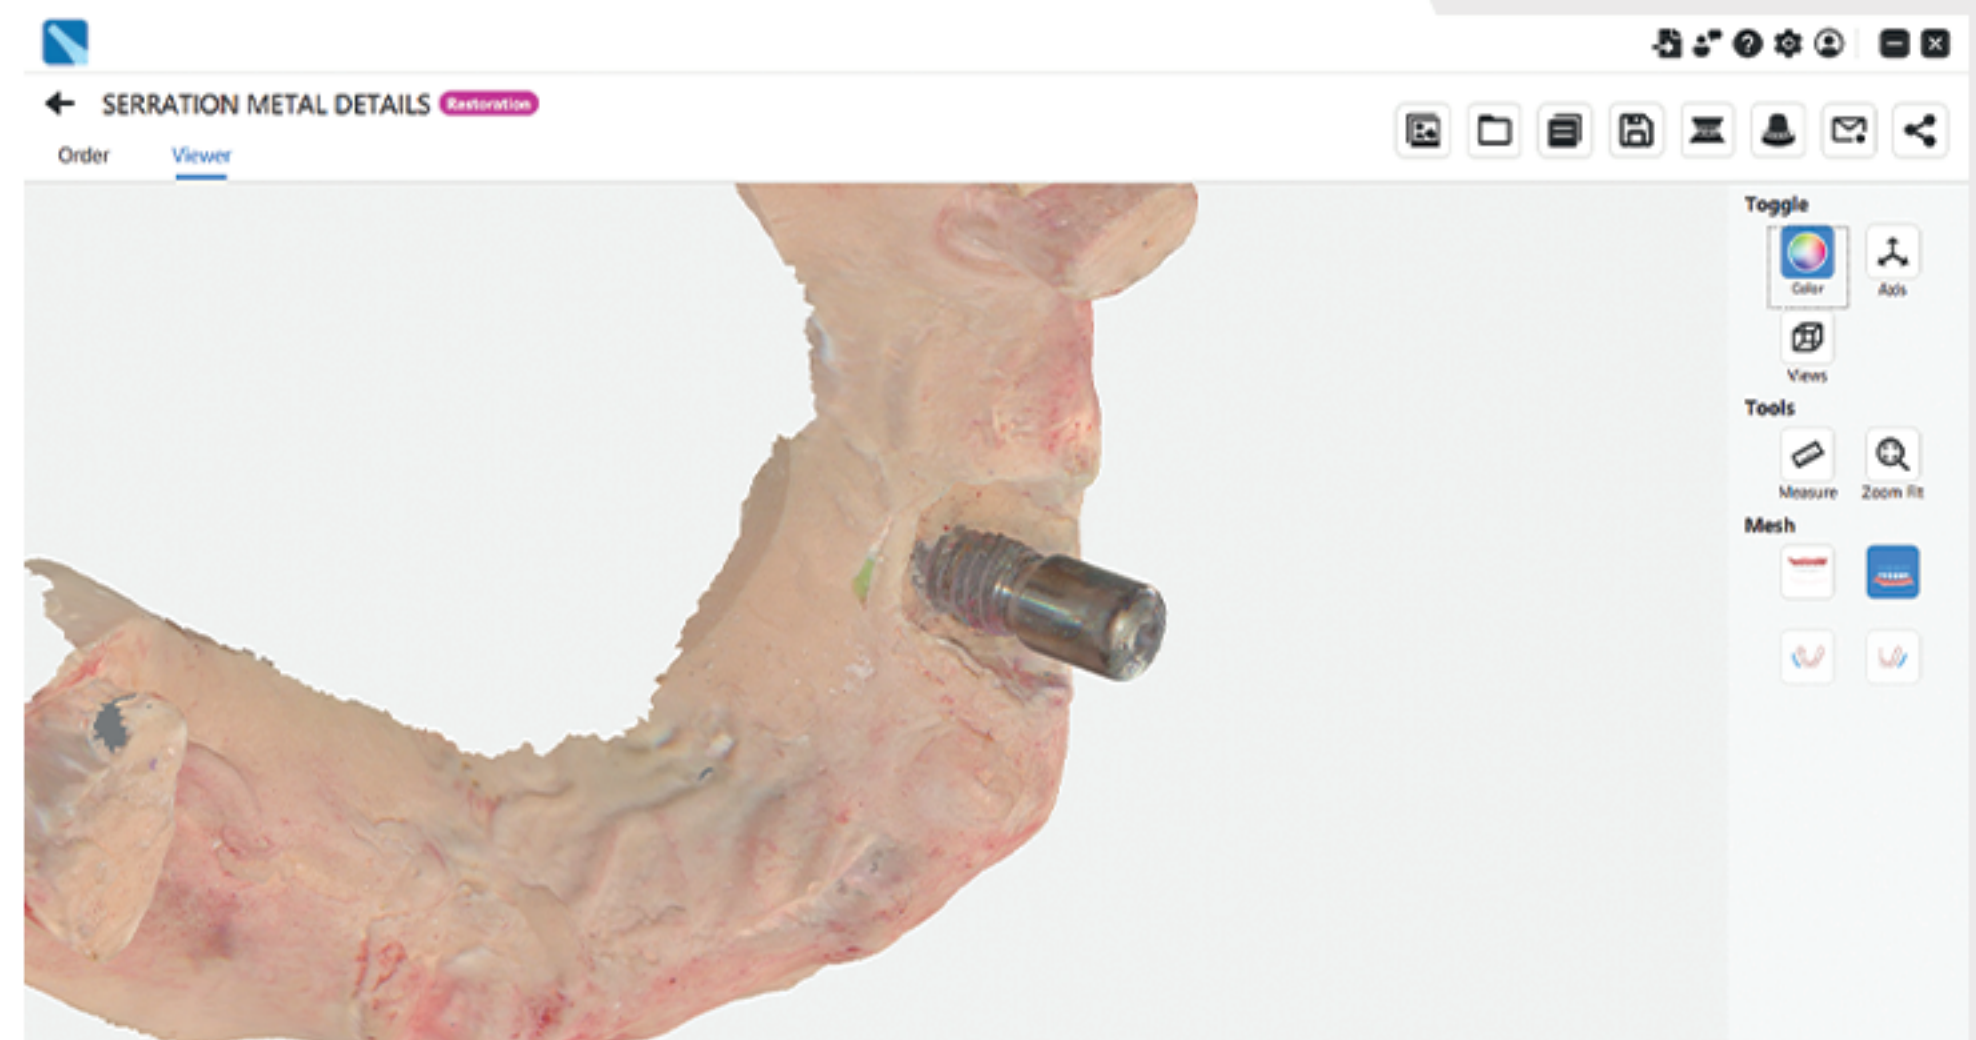 SERRATION METAL DETAILS Restoration
Order Viewer
Toggle
Color Axis
Views
Tools
Measure Zoom Fit
Mesh